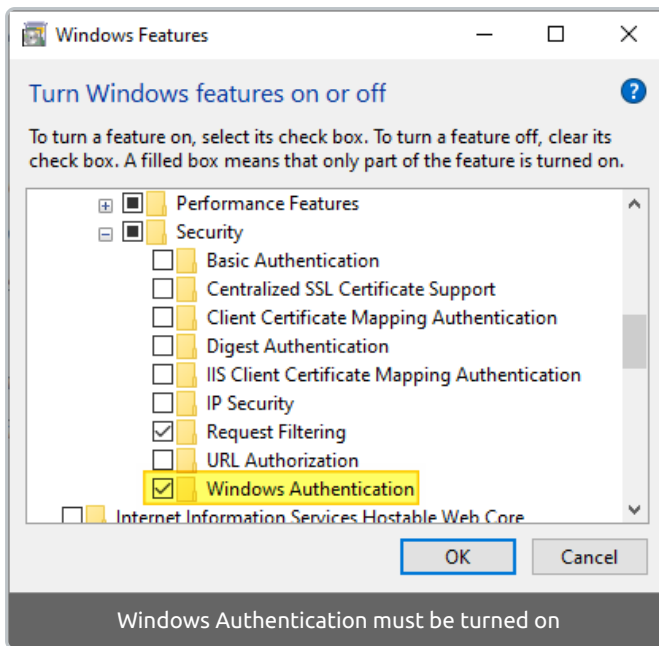 Windows Features
Turn Windows features on or off
To turn a feature on, select its check box. To turn a feature off, clear its
check box. A filled box means that only part of the feature is turned on.
Performance Features
Security
Basic Authentication
Centralized SSL Certificate Support
Client Certificate Mapping Authentication
Digest Authentication
IIS Client Certificate Mapping Authentication
IP Security
Request Filtering
URL Authorization
Windows Authentication
Internet Information Services Hostable Web Core
OK Cancel
Windows Authentication must be turned on